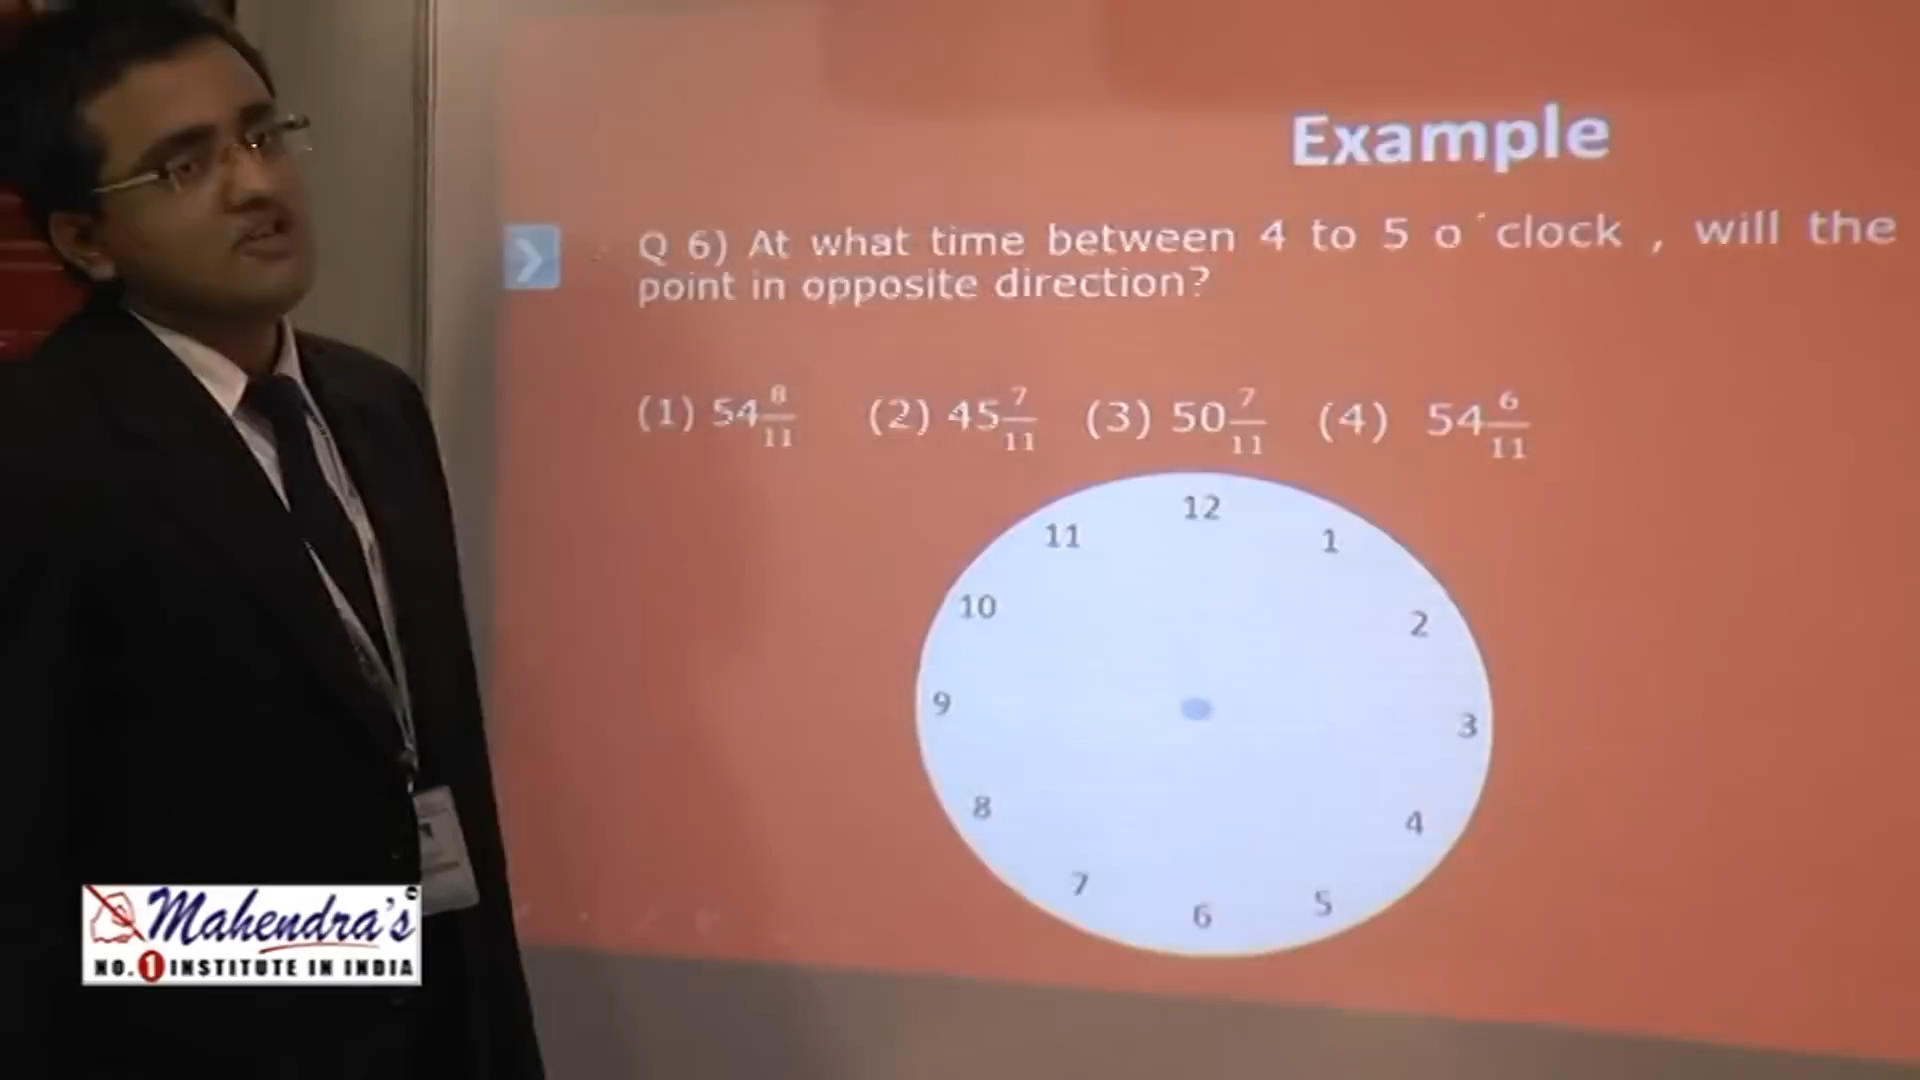 Example
Q 6) At what time between 4 to 5 o´clock , will the
point in opposite direction?
(1) 54 8/11 (2) 45 7/11 (3) 50 7/11 (4) 54 6/11
12
11
1
10
2
9
3
8
4
7
5
6
Mahendra's
NO.1 INSTITUTE IN INDIA